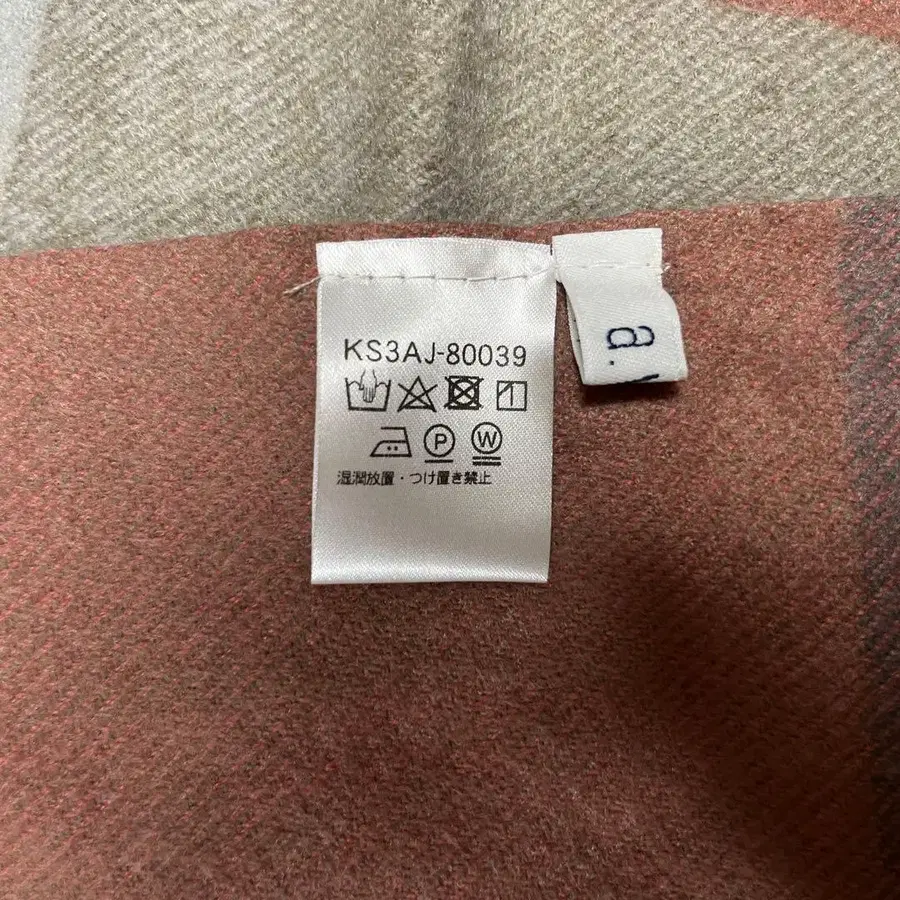 KS3AJ-80039
P W
湿潤放置・つけ置き禁止
a.